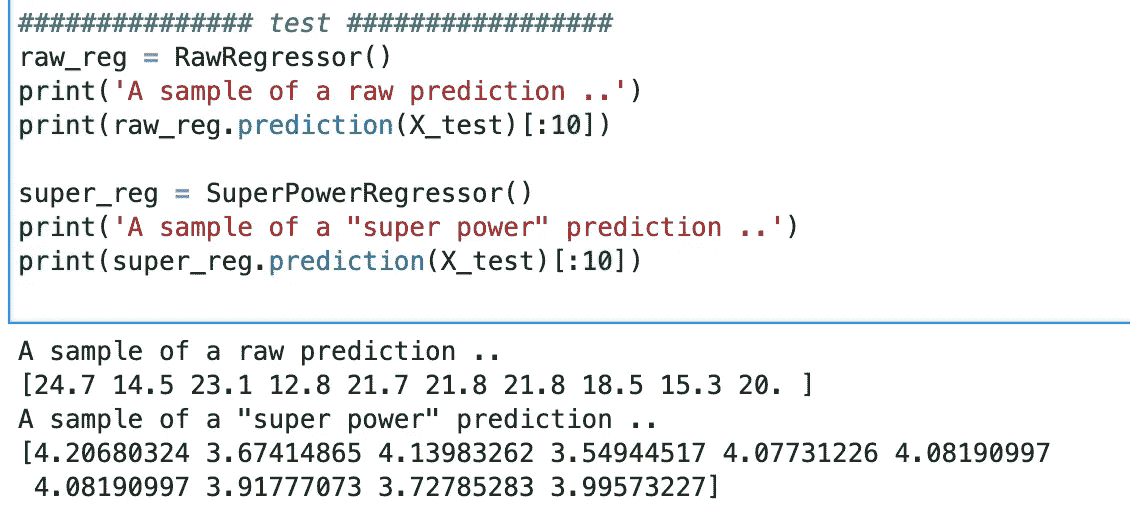 ############### test #################
raw_reg = RawRegressor()
print('A sample of a raw prediction ..')
print(raw_reg.prediction(X_test)[:10])
super_reg = SuperPowerRegressor()
print('A sample of a "super power" prediction ..')
print(super_reg.prediction(X_test)[:10])
A sample of a raw prediction ..
[24.7 14.5 23.1 12.8 21.7 21.8 21.8 18.5 15.3 20. ]
A sample of a "super power" prediction ..
[4.20680324 3.67414865 4.13983262 3.54944517 4.07731226 4.08190997
4.08190997 3.91777073 3.72785283 3.99573227]